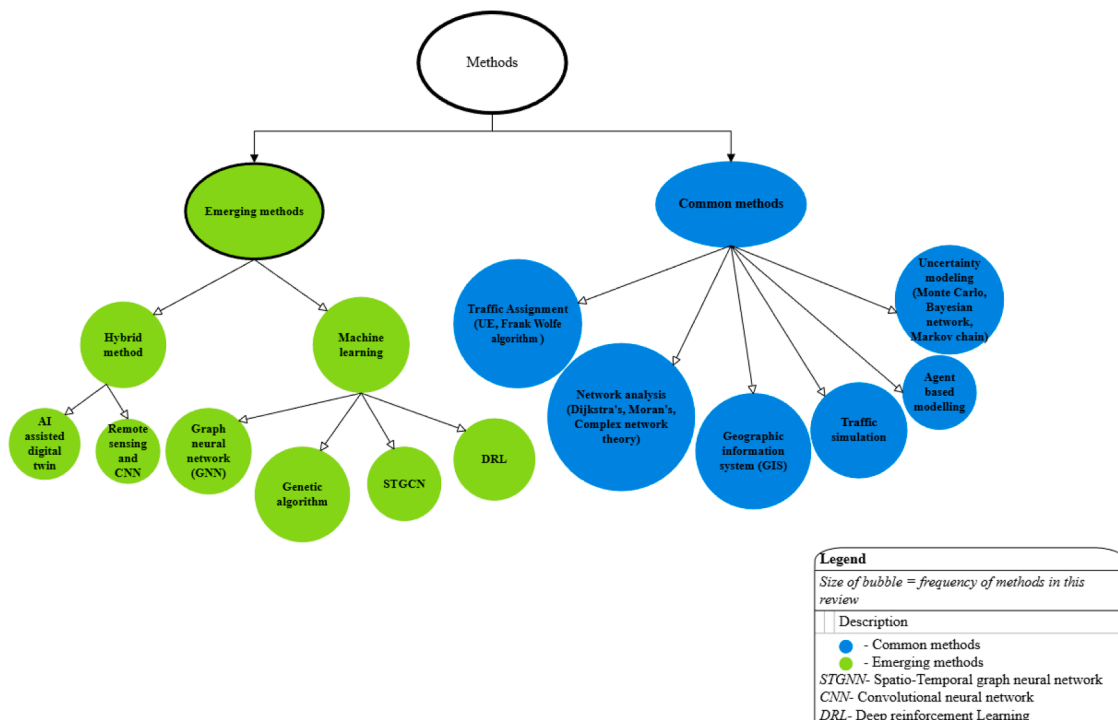 Methods
Emerging methods
Common methods
Hybrid
method
Machine
learning
AI
assisted
digital
twin
Remote
sensing
and
CNN
Graph
neural
network
(GNN)
Genetic
algorithm
STGCN
DRL
Traffic Assignment
(UE, Frank Wolfe
algorithm )
Network analysis
(Dijkstra's, Moran's,
Complex network
theory)
Geographic
information
system (GIS)
Traffic
simulation
Agent
based
modelling
Uncertainty
modeling
(Monte Carlo,
Bayesian
network,
Markov chain)
Legend
Size of bubble = frequency of methods in this
review
Description
- Common methods
- Emerging methods
STGNN- Spatio-Temporal graph neural network
CNN- Convolutional neural network
DRL- Deep reinforcement Learning